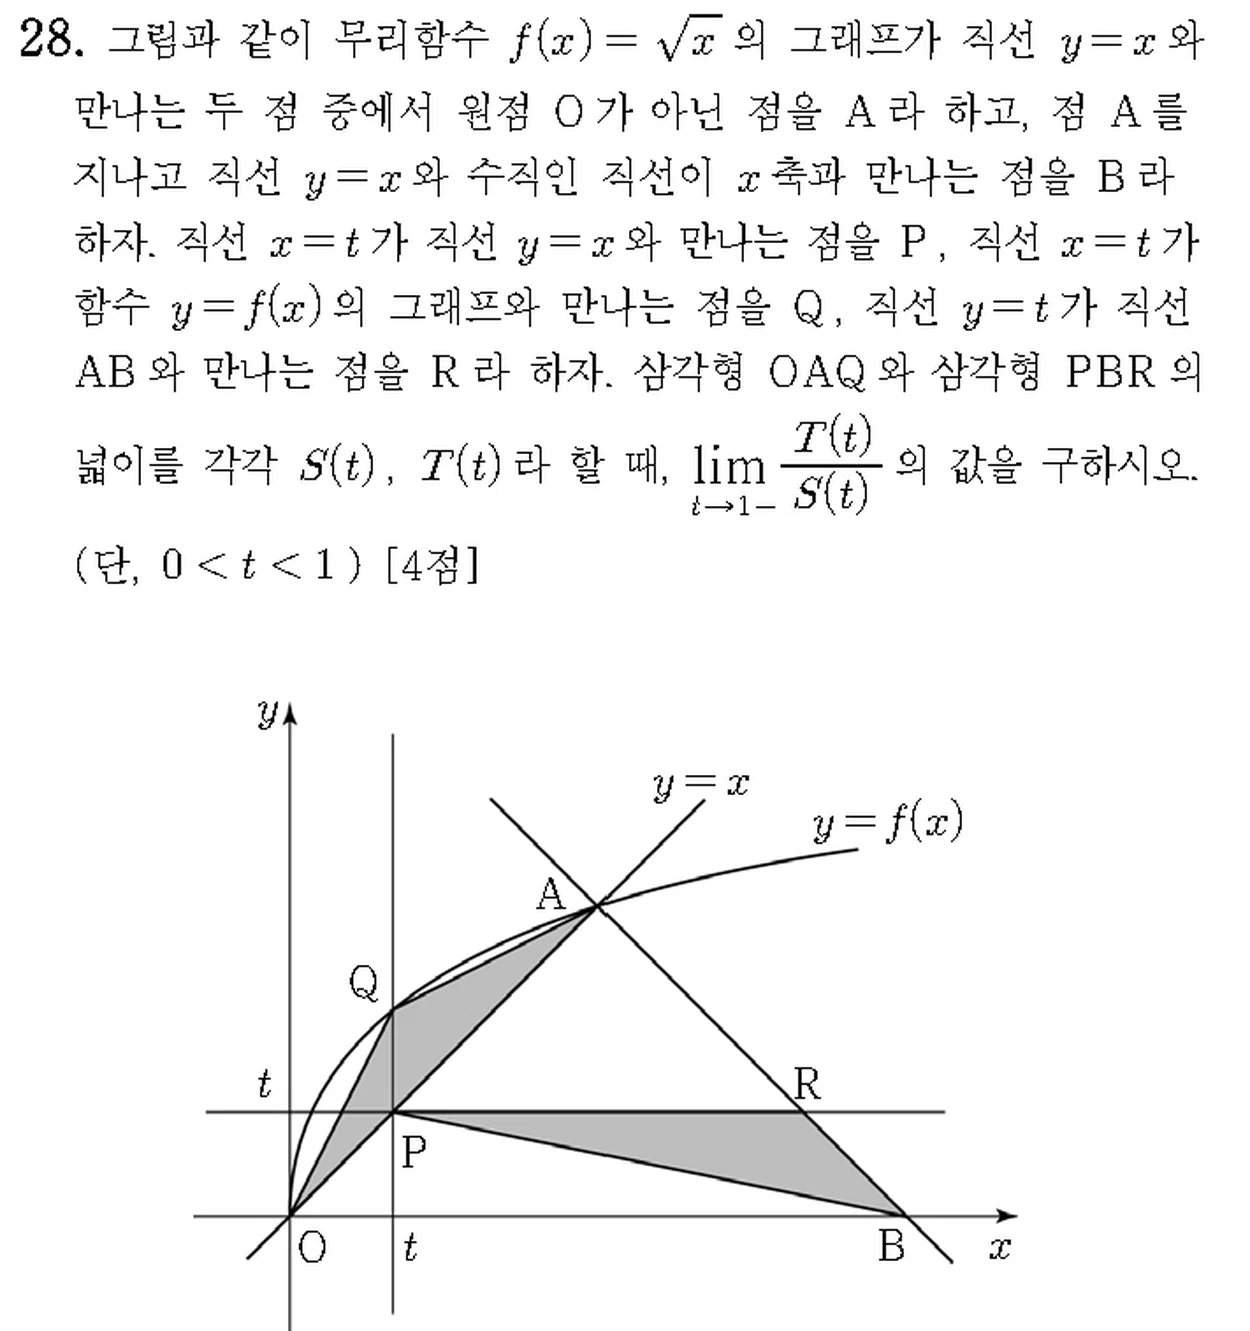 28. 그림과 같이 무리함수 f(x)=√x 의 그래프가 직선 y=x 와
만나는 두 점 중에서 원점 O가 아닌 점을 A라 하고, 점 A를
지나고 직선 y=x 와 수직인 직선이 x축과 만나는 점을 B라
하자. 직선 x=t가 직선 y=x와 만나는 점을 P, 직선 x=t가
함수 y=f(x)의 그래프와 만나는 점을 Q, 직선 y=t가 직선
AB와 만나는 점을 R라 하자. 삼각형 OAQ와 삼각형 PBR의
넓이를 각각 S(t), T(t)라 할 때, lim t→1− T(t)/S(t) 의 값을 구하시오.
(단, 0<t<1) [4점]
y
y=x
y=f(x)
A
Q
t
R
P
O
t
B
x